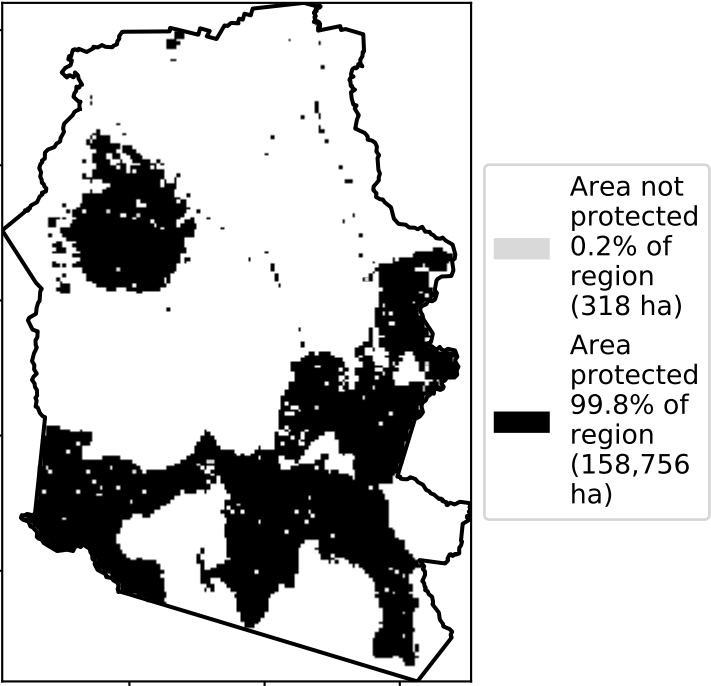 Area not
protected
0.2% of
region
(318 ha)
Area
protected
99.8% of
region
(158,756
ha)